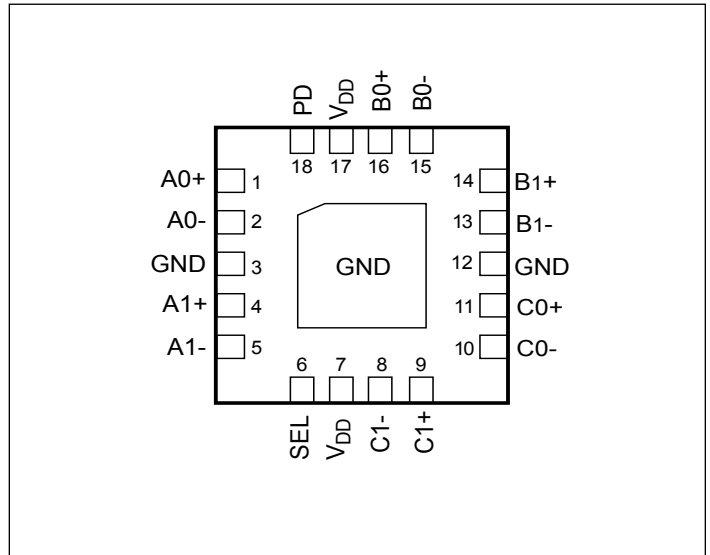 PD VDD B0+ B0-
18 17 16 15
A0+ 1 14 B1+
A0- 2 13 B1-
GND 3 GND 12 GND
A1+ 4 11 C0+
A1- 5 10 C0-
6 7 8 9
SEL VDD C1- C1+